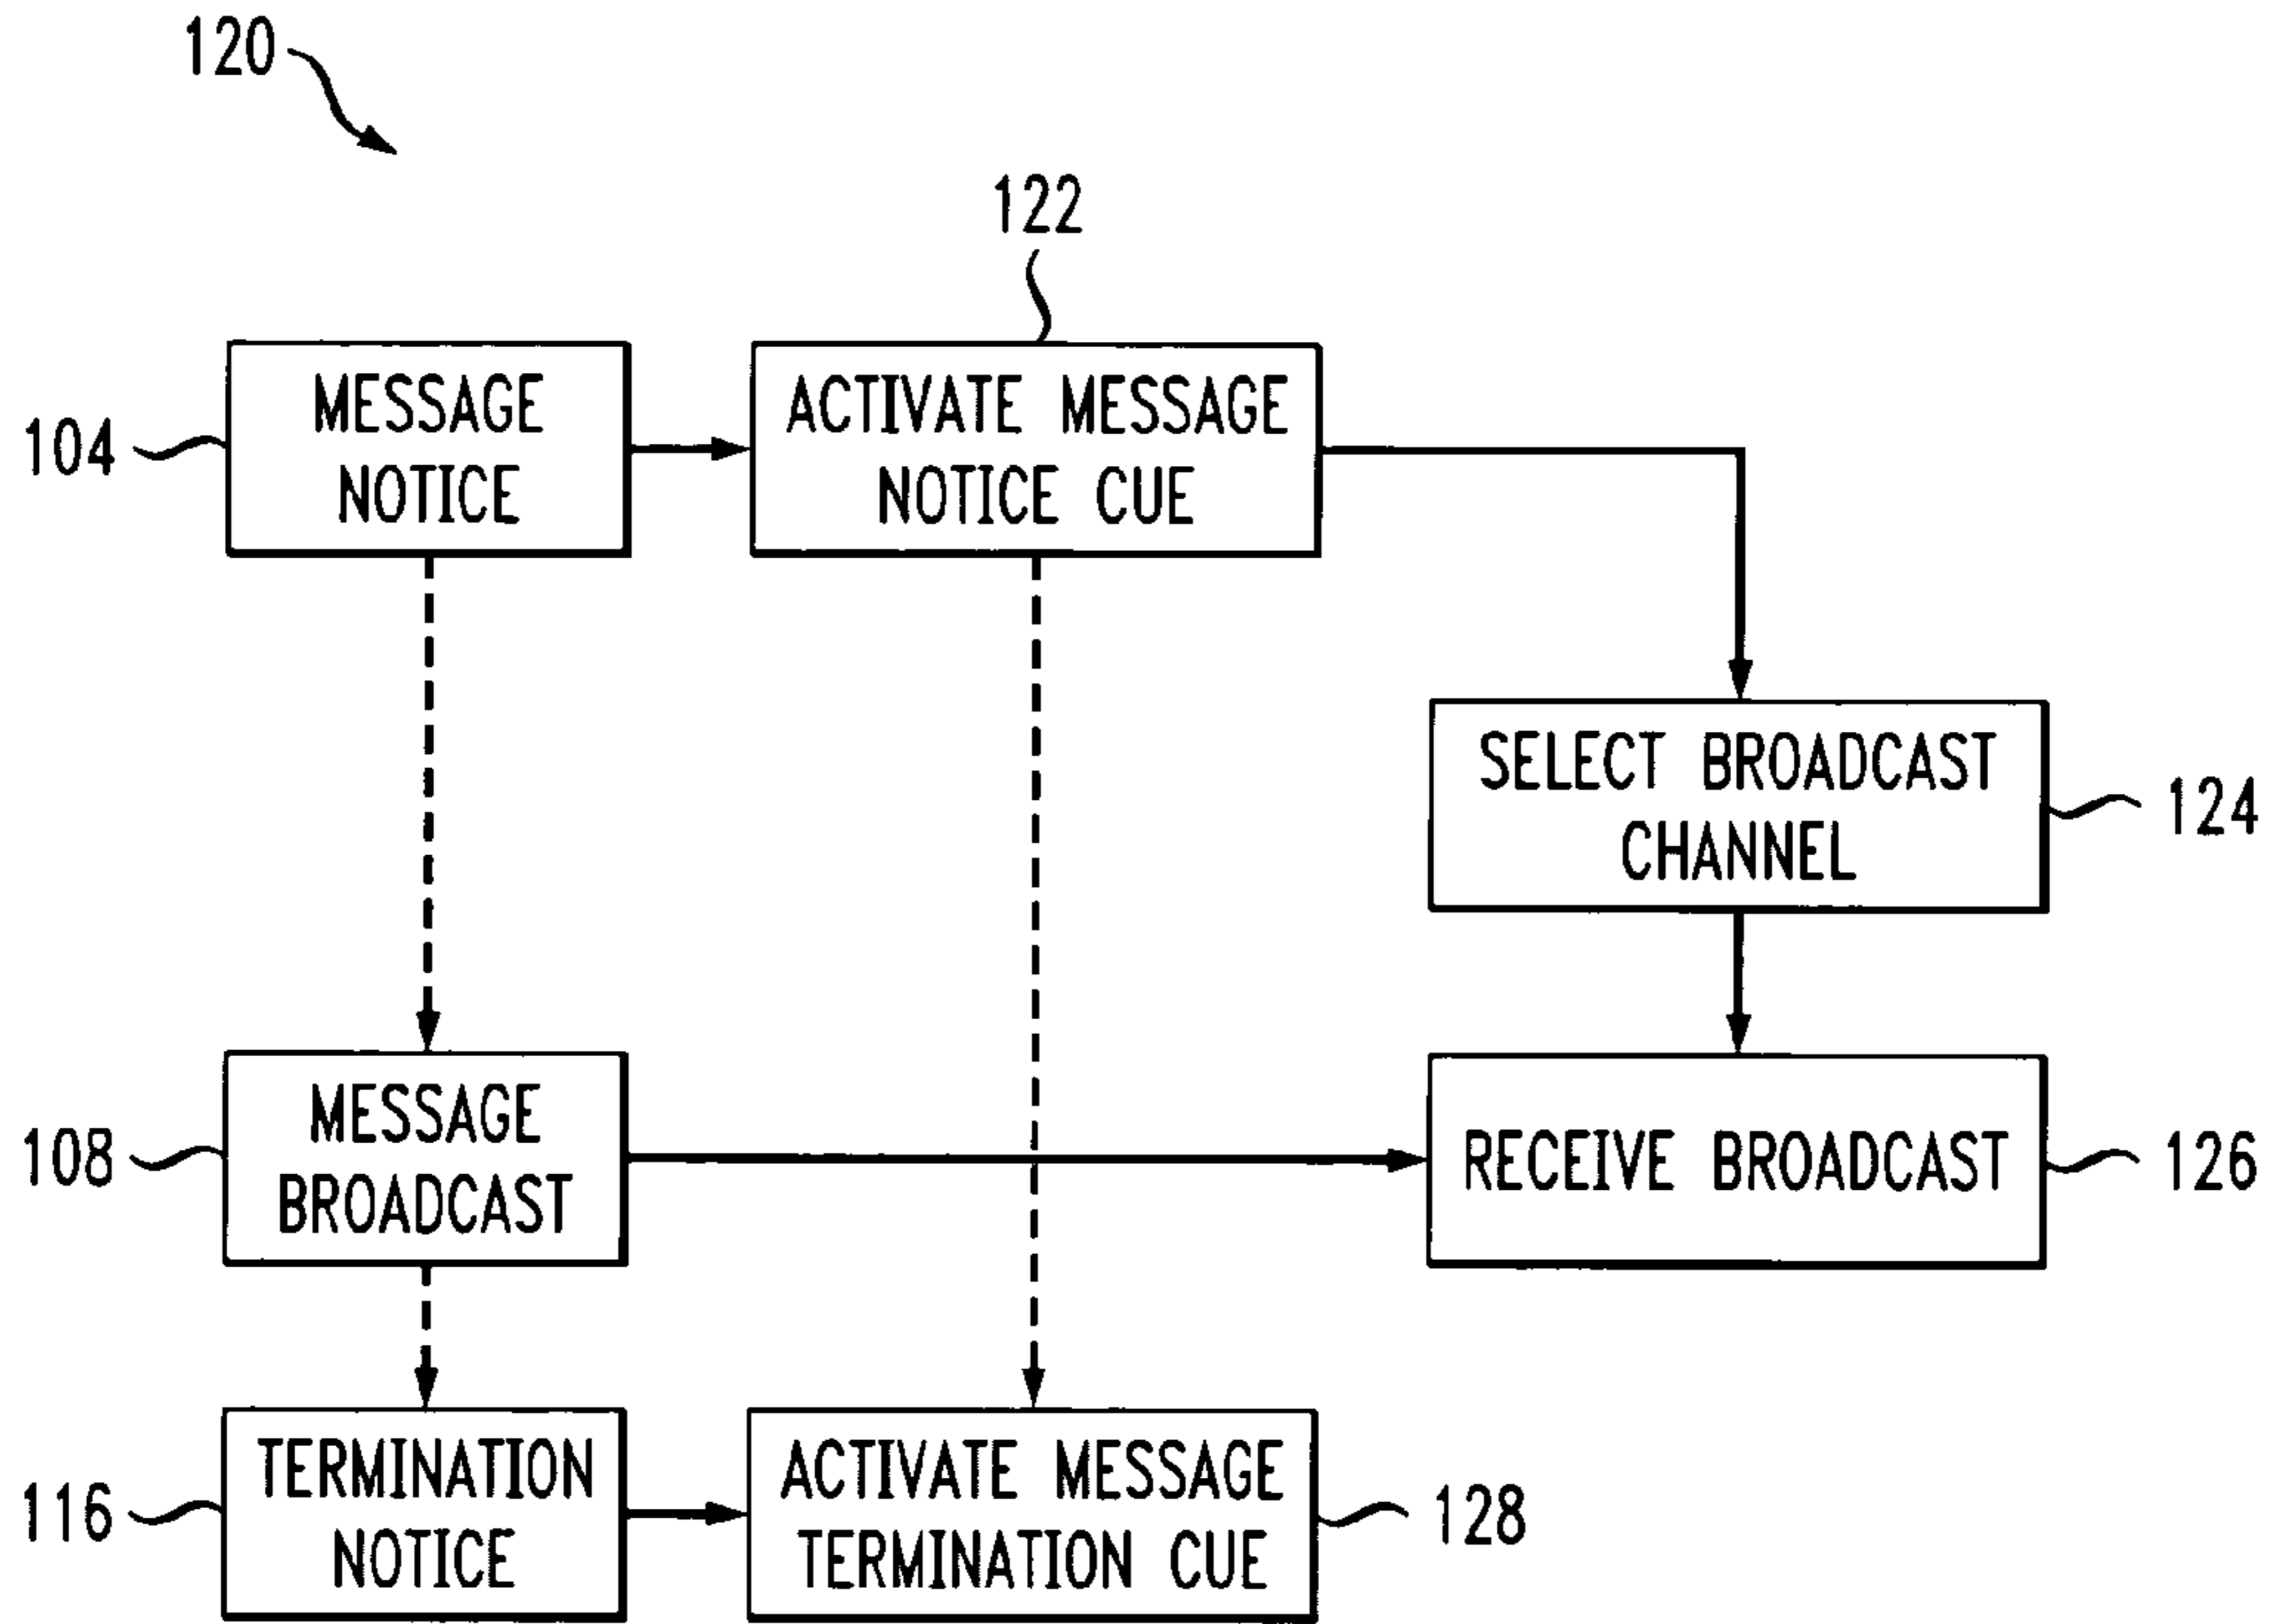 120
122
104
MESSAGE
NOTICE
ACTIVATE MESSAGE
NOTICE CUE
SELECT BROADCAST
CHANNEL
124
108
MESSAGE
BROADCAST
RECEIVE BROADCAST
126
116
TERMINATION
NOTICE
ACTIVATE MESSAGE
TERMINATION CUE
128